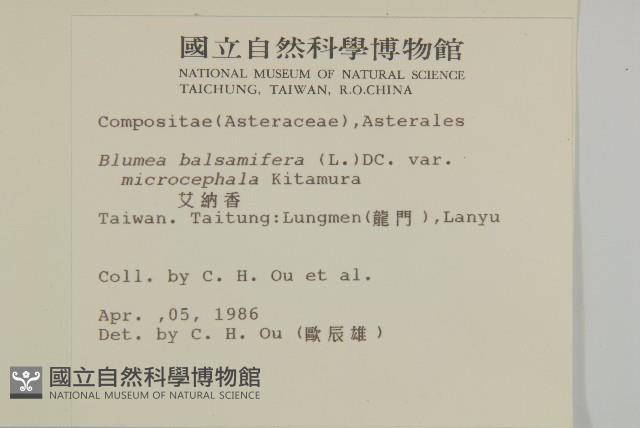 國立自然科學博物館
NATIONAL MUSEUM OF NATURAL SCIENCE
TAICHUNG, TAIWAN, R.O.CHINA
Compositae(Asteraceae),Asterales
Blumea balsamifera (L.)DC. var.
microcephala Kitamura
艾納香
Taiwan. Taitung:Lungmen(龍門),Lanyu
Coll. by C. H. Ou et al.
Apr. ,05, 1986
Det. by C. H. Ou (歐辰雄)
國立自然科學博物館
NATIONAL MUSEUM OF NATURAL SCIENCE